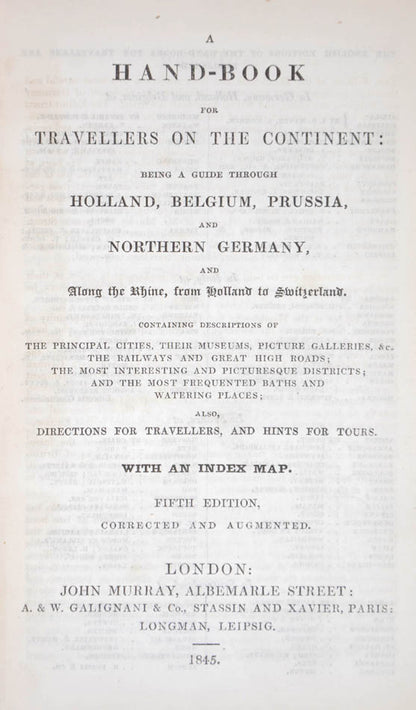 A
HAND-BOOK
FOR
TRAVELLERS ON THE CONTINENT:
BEING A GUIDE THROUGH
HOLLAND, BELGIUM, PRUSSIA,
AND
NORTHERN GERMANY,
AND
Along the Rhine, from Holland to Switzerland.
CONTAINING DESCRIPTIONS OF
THE PRINCIPAL CITIES, THEIR MUSEUMS, PICTURE GALLERIES, &c.
THE RAILWAYS AND GREAT HIGH ROADS;
THE MOST INTERESTING AND PICTURESQUE DISTRICTS;
AND THE MOST FREQUENTED BATHS AND
WATERING PLACES;
ALSO,
DIRECTIONS FOR TRAVELLERS, AND HINTS FOR TOURS.
WITH AN INDEX MAP.
FIFTH EDITION,
CORRECTED AND AUGMENTED.
LONDON:
JOHN MURRAY, ALBEMARLE STREET:
A. & W. GALIGNANI & Co., STASSIN AND XAVIER, PARIS:
LONGMAN, LEIPSIG.
1845.